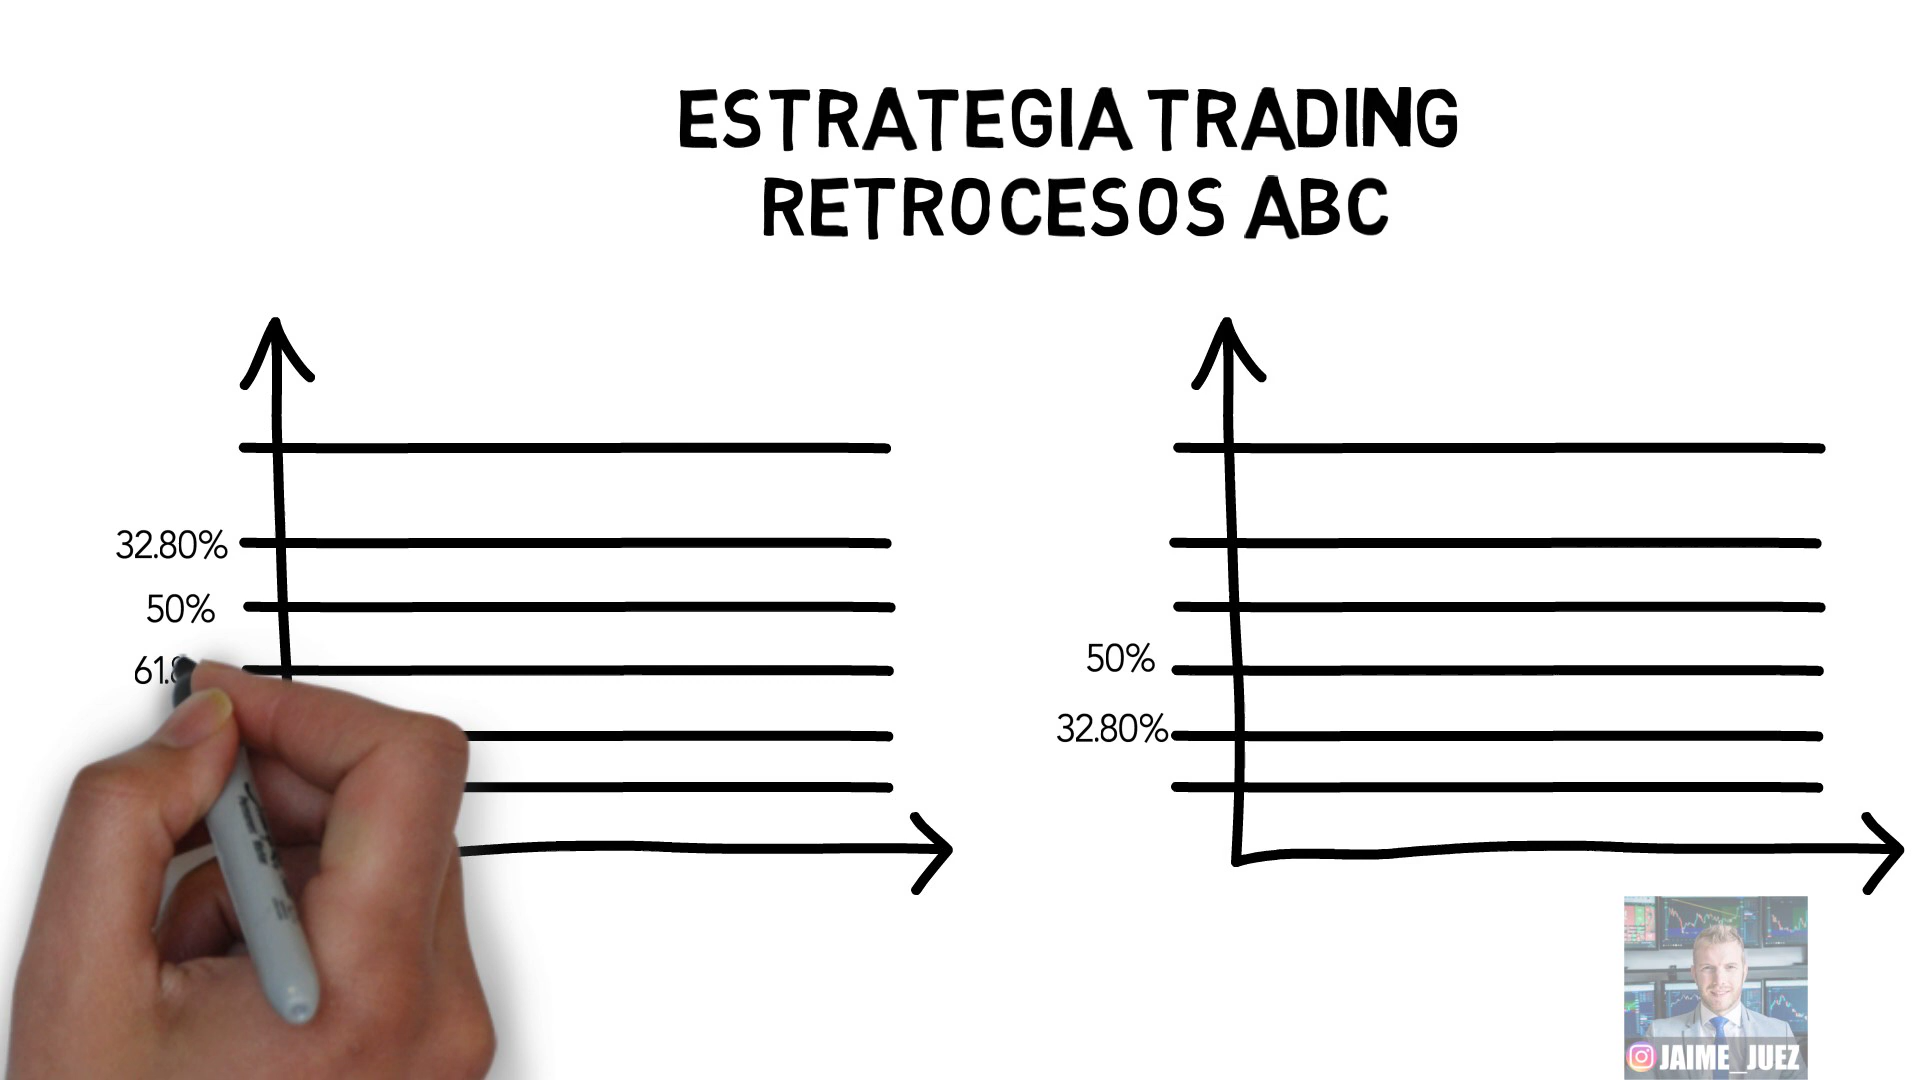 ESTRATEGIA TRADING
RETROCESOS ABC
32.80%
50%
50%
32.80%
JAIME_JUEZ